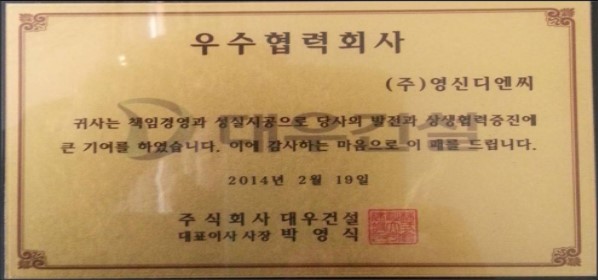 우수협력회사
(주)영신디엔씨
귀사는 책임경영과 성실시공으로 당사의 발전과 상생협력증진에
큰 기여를 하였습니다. 이에 감사하는 마음으로 이 패를 드립니다.
대우건설
2014년 2월 19일
주식회사 대우건설
대표이사 사장 박영식